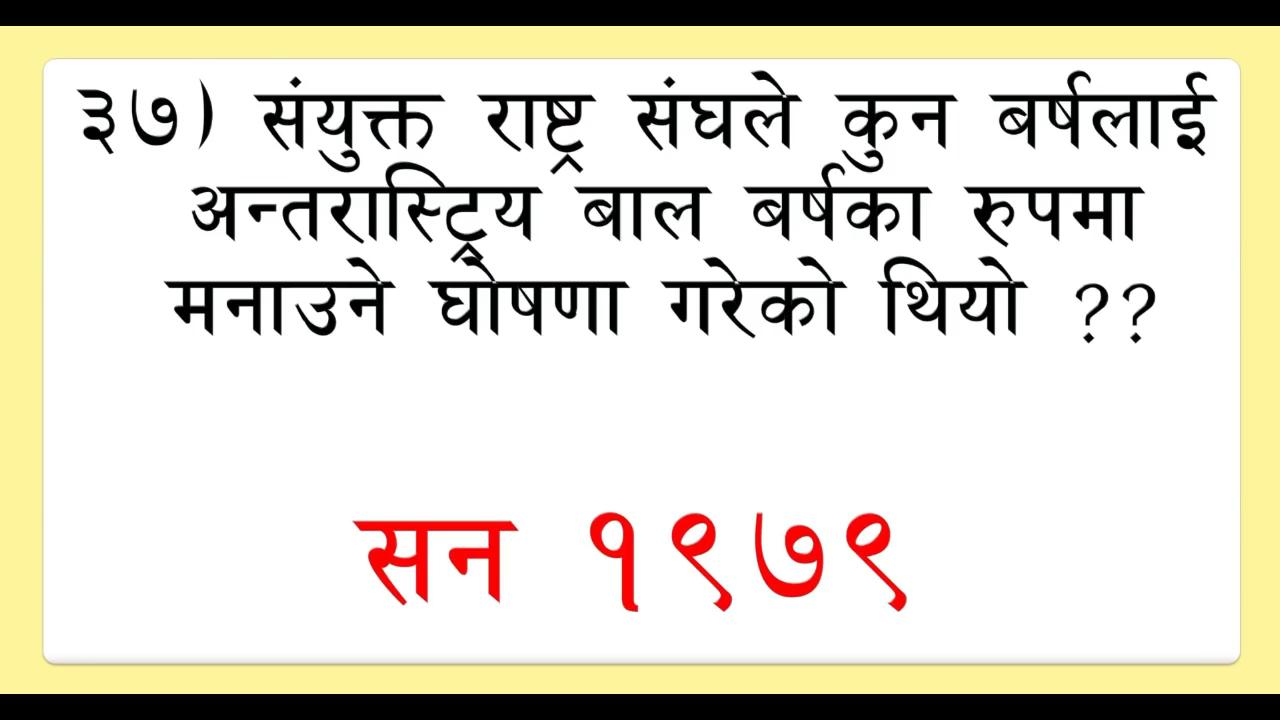 ३७) संयुक्त राष्ट्र संघले कुन बर्षलाई
अन्तरास्ट्रिय बाल बर्षका रुपमा
मनाउने घोषणा गरेको थियो ??
सन १९७९